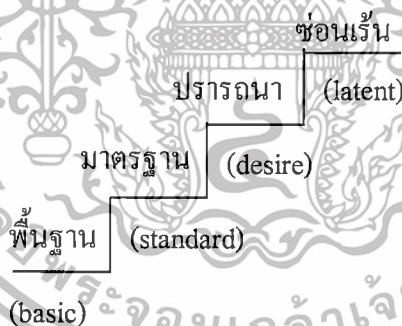 ซ่อนเร้น
ปรารถนา (latent)
มาตรฐาน (desire)
พื้นฐาน (standard)
(basic)